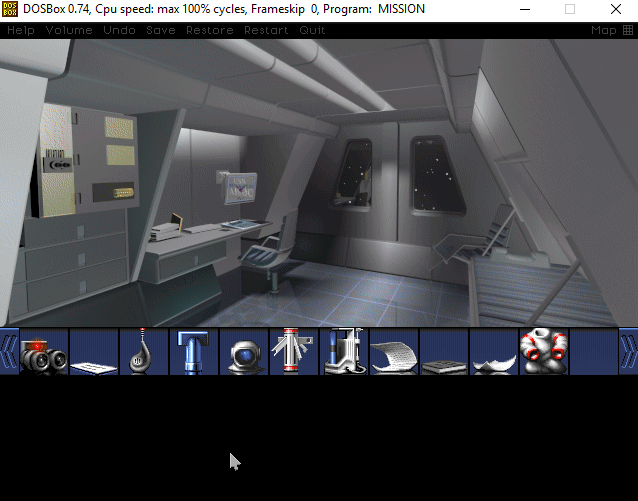 DOSBox 0.74, Cpu speed: max 100% cycles, Frameskip 0, Program: MISSION
Help Volume Undo Save Restore Restart Quit Map